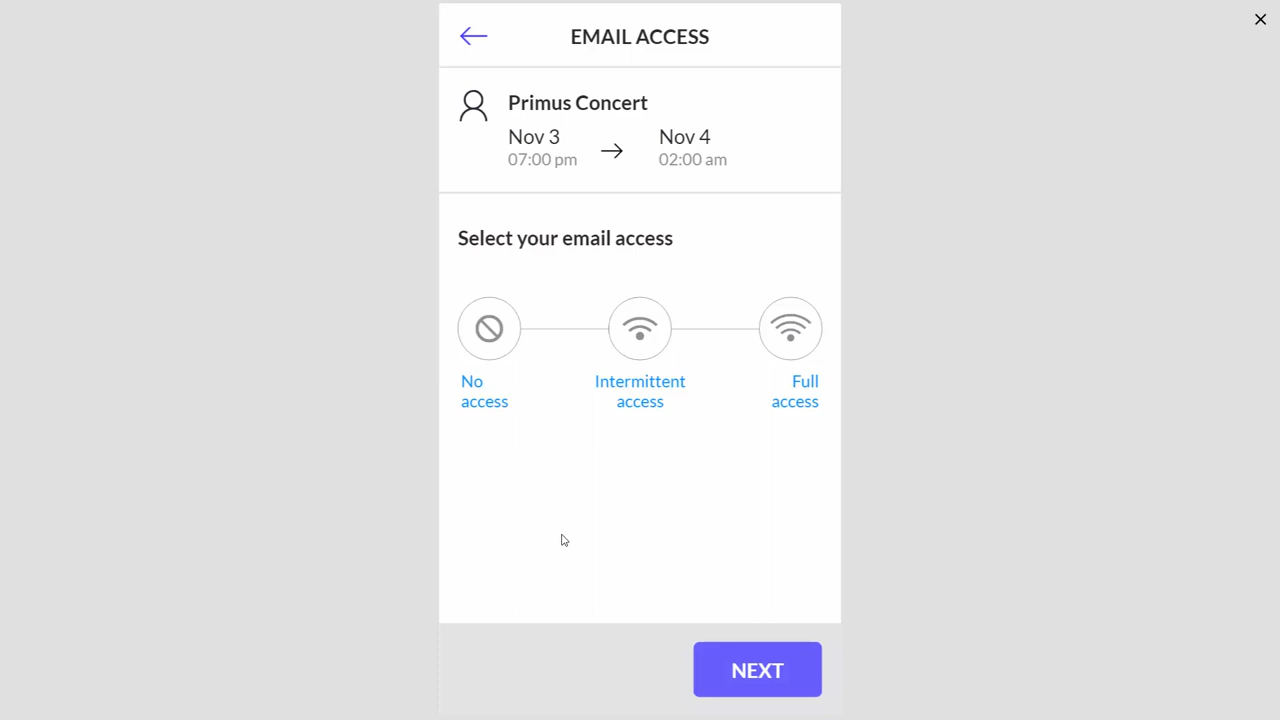 EMAIL ACCESS
Primus Concert
Nov 3
07:00 pm
Nov 4
02:00 am
Select your email access
No
access
Intermittent
access
Full
access
NEXT